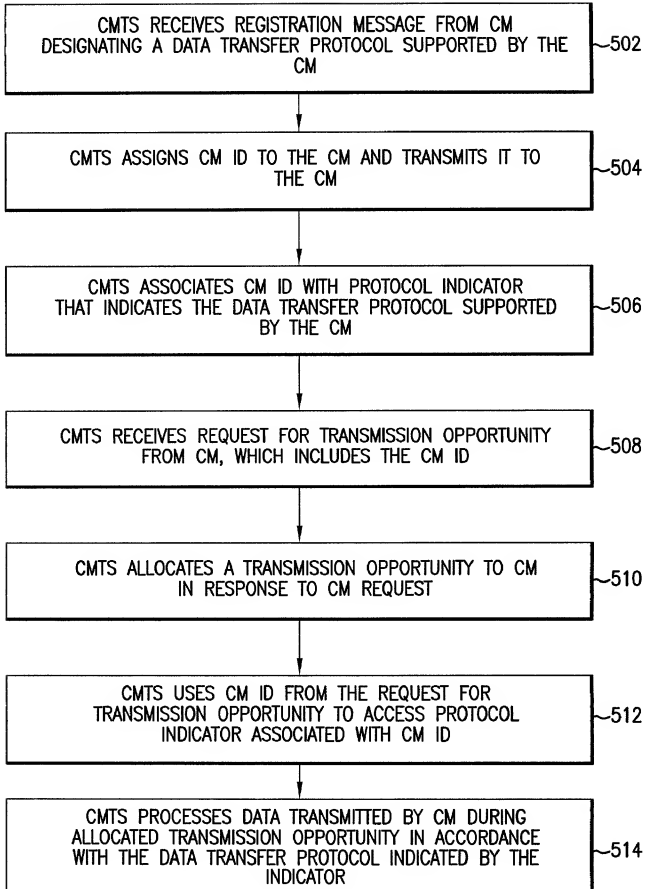 CMTS RECEIVES REGISTRATION MESSAGE FROM CM
DESIGNATING A DATA TRANSFER PROTOCOL SUPPORTED BY THE
CM
502
CMTS ASSIGNS CM ID TO THE CM AND TRANSMITS IT TO
THE CM
504
CMTS ASSOCIATES CM ID WITH PROTOCOL INDICATOR
THAT INDICATES THE DATA TRANSFER PROTOCOL SUPPORTED
BY THE CM
506
CMTS RECEIVES REQUEST FOR TRANSMISSION OPPORTUNITY
FROM CM, WHICH INCLUDES THE CM ID
508
CMTS ALLOCATES A TRANSMISSION OPPORTUNITY TO CM
IN RESPONSE TO CM REQUEST
510
CMTS USES CM ID FROM THE REQUEST FOR
TRANSMISSION OPPORTUNITY TO ACCESS PROTOCOL
INDICATOR ASSOCIATED WITH CM ID
512
CMTS PROCESSES DATA TRANSMITTED BY CM DURING
ALLOCATED TRANSMISSION OPPORTUNITY IN ACCORDANCE
WITH THE DATA TRANSFER PROTOCOL INDICATED BY THE
INDICATOR
514